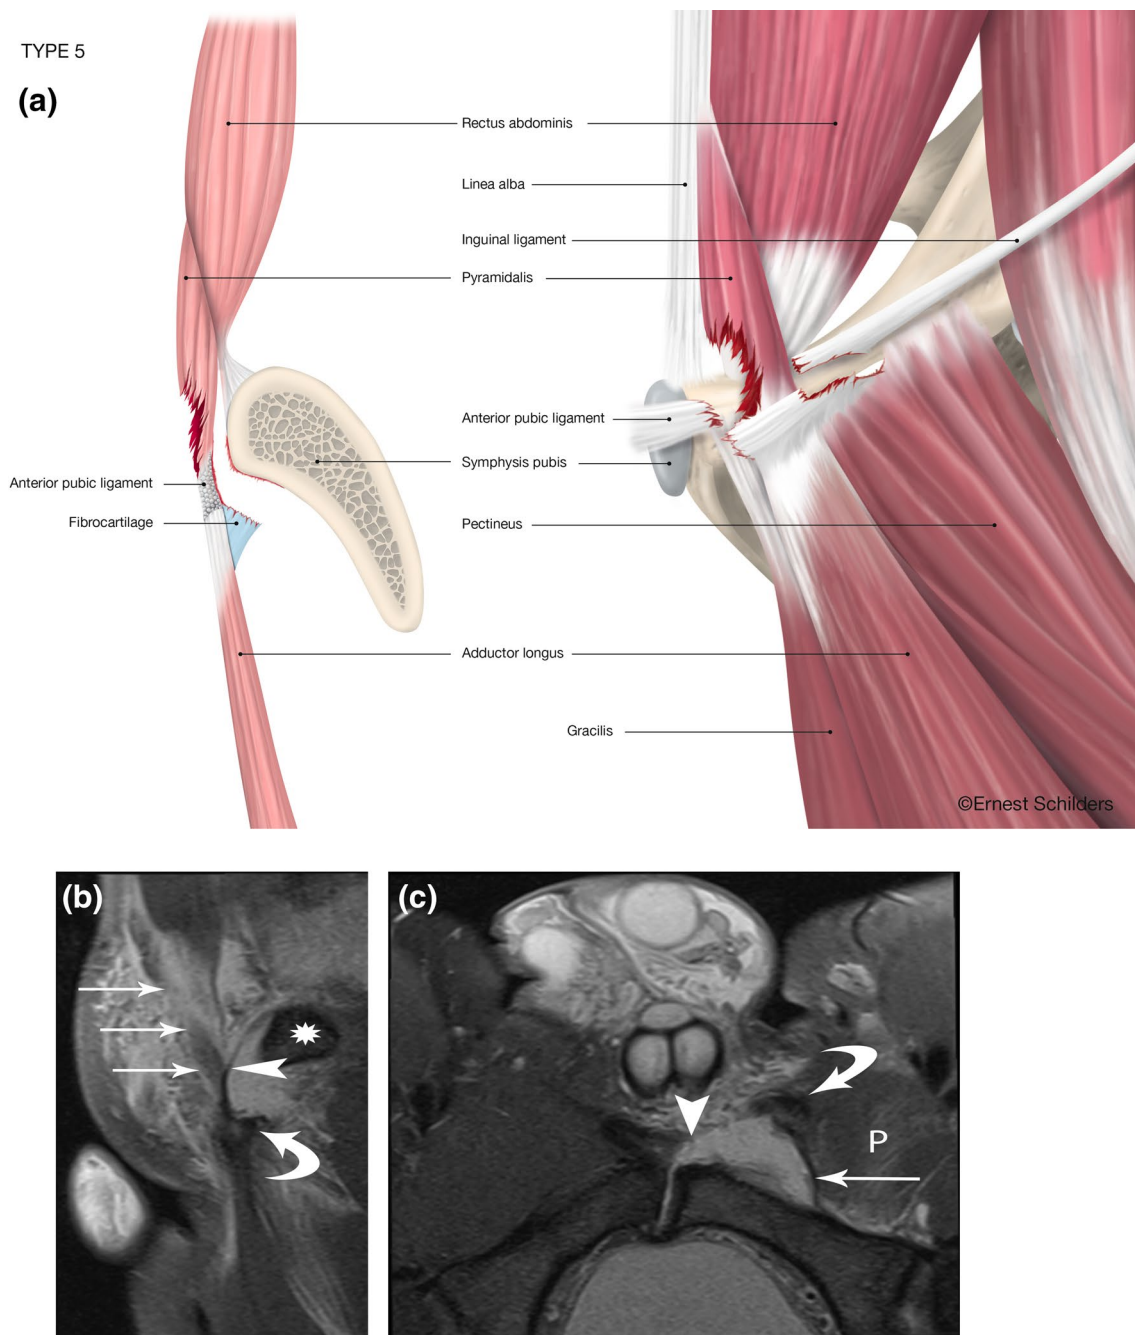 TYPE 5
(a)
Rectus abdominis
Linea alba
Inguinal ligament
Pyramidalis
Anterior pubic ligament
Symphysis pubis
Anterior pubic ligament
Fibrocartilage
Pectineus
Adductor longus
Gracilis
©Ernest Schilders
(b)
(c)
P